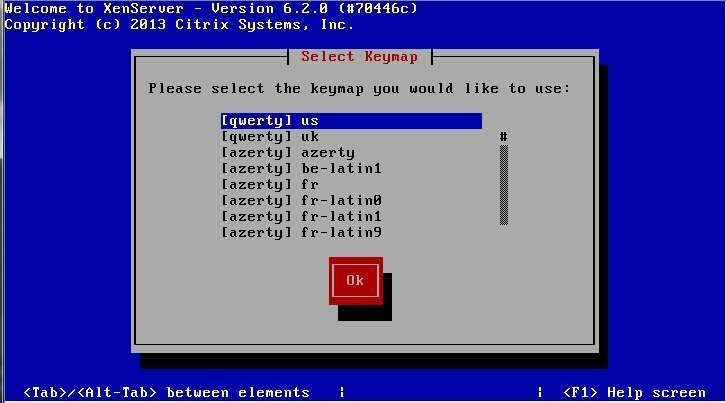 Welcome to XenServer - Version 6.2.0 (#70446c)
Copyright (c) 2013 Citrix Systems, Inc.
Select Keymap
Please select the keymap you would like to use:
[qwerty] us
[qwerty] uk #
[azerty] azerty
[azerty] be-latin1
[azerty] fr
[azerty] fr-latin0
[azerty] fr-latin1
[azerty] fr-latin9
Ok
<Tab>/<Alt-Tab> between elements | | <F1> Help screen